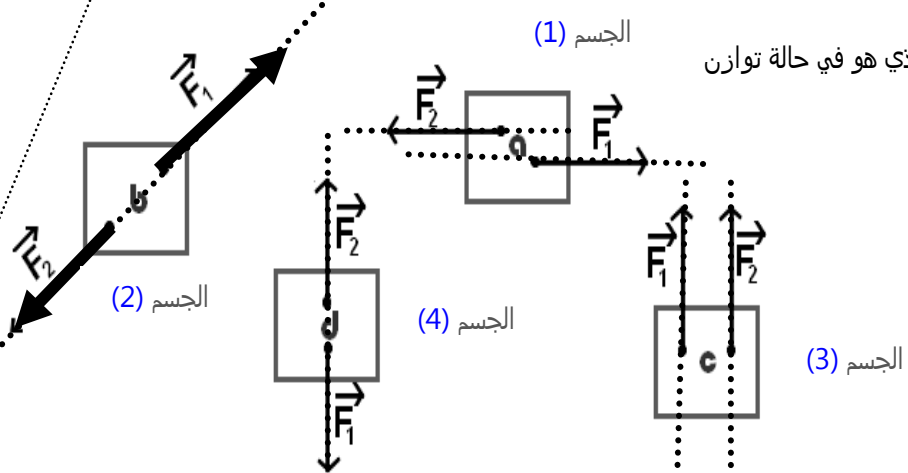 الجسم (1)
ذي هو في حالة توازن
F₁
F₂
F₁
a
b
F₂
F₂
F₁
F₂
الجسم (2)
d
الجسم (4)
c
الجسم (3)
F₁